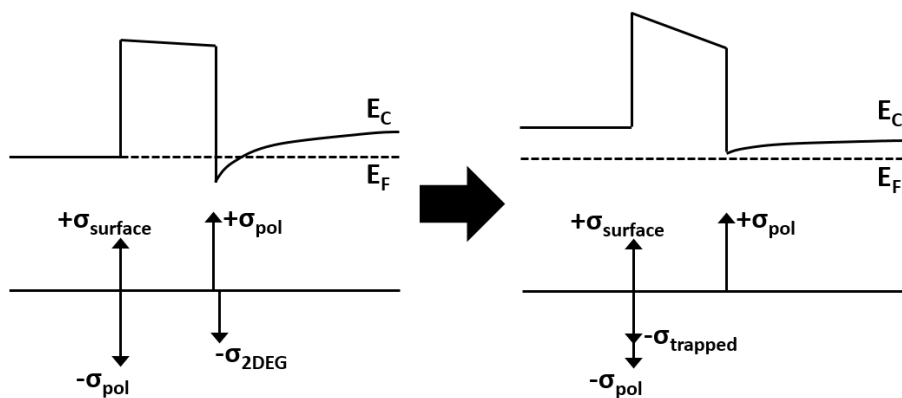 E_C
E_F
+σ_surface
+σ_pol
-σ_2DEG
-σ_pol
E_C
E_F
+σ_surface
+σ_pol
-σ_trapped
-σ_pol